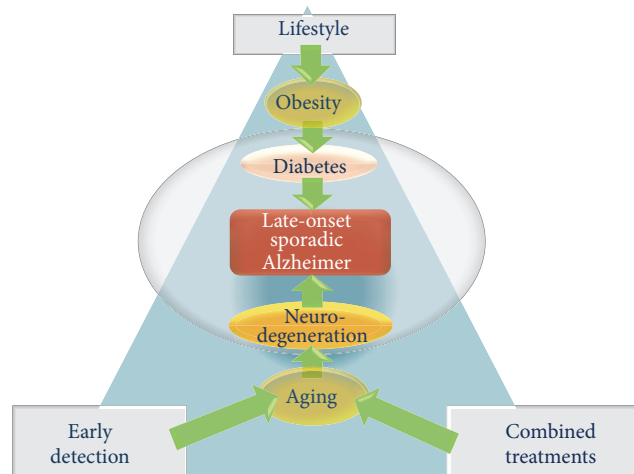 Lifestyle
Obesity
Diabetes
Late-onset
sporadic
Alzheimer
Neuro-
degeneration
Aging
Early
detection
Combined
treatments